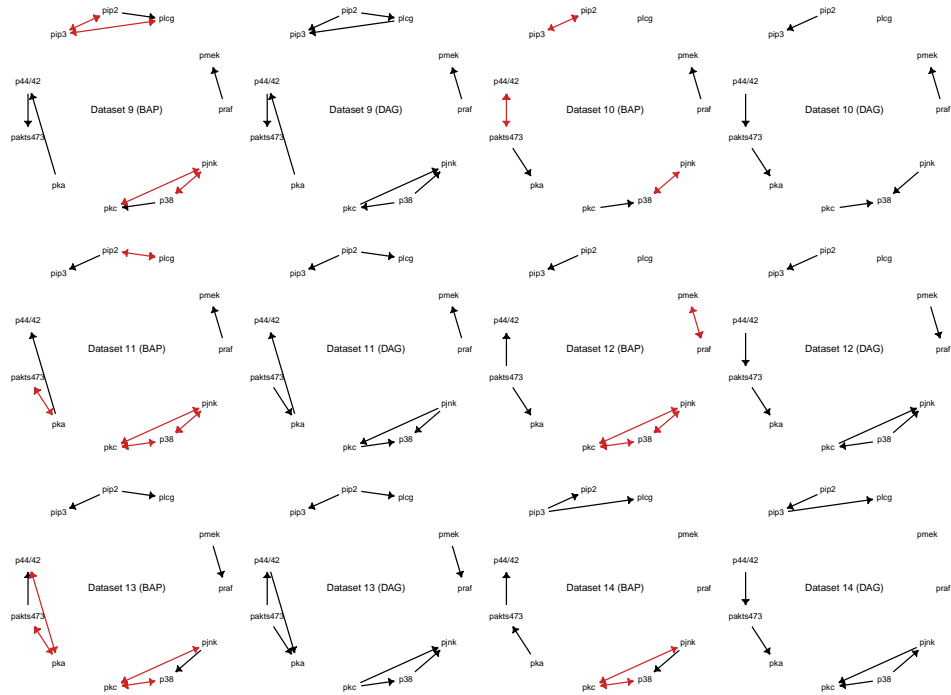 pip2 pip2 pip2 pip2
plcg plcg plcg plcg
pip3 pip3 pip3 pip3
pmek pmek pmek pmek
p44/42 p44/42 p44/42 p44/42
Dataset 9 (BAP) praf Dataset 9 (DAG) praf Dataset 10 (BAP) praf Dataset 10 (DAG) praf
pakts473 pakts473 pakts473 pakts473
pjnk pjnk pjnk pjnk
pka pka pka pka
pkc p38 pkc p38 pkc p38 pkc p38
pip2 pip2 pip2 pip2
plcg plcg plcg plcg
pip3 pip3 pip3 pip3
pmek pmek pmek pmek
p44/42 p44/42 p44/42 p44/42
Dataset 11 (BAP) praf Dataset 11 (DAG) praf Dataset 12 (BAP) praf Dataset 12 (DAG) praf
pakts473 pakts473 pakts473 pakts473
pjnk pjnk pjnk pjnk
pka pka pka pka
pkc p38 pkc p38 pkc p38 pkc p38
pip2 pip2 pip2 pip2
plcg plcg plcg plcg
pip3 pip3 pip3 pip3
pmek pmek pmek pmek
p44/42 p44/42 p44/42 p44/42
Dataset 13 (BAP) praf Dataset 13 (DAG) praf Dataset 14 (BAP) praf Dataset 14 (DAG) praf
pakts473 pakts473 pakts473 pakts473
pjnk pjnk pjnk pjnk
pka pka pka pka
pkc p38 pkc p38 pkc p38 pkc p38